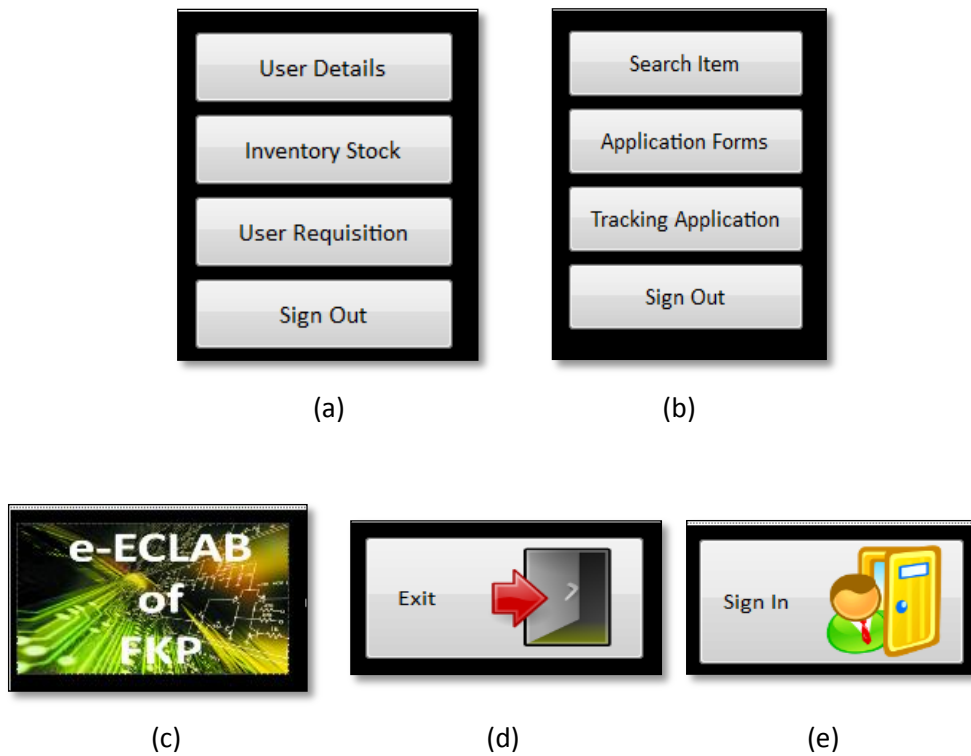 User Details
Inventory Stock
User Requisition
Sign Out
(a)
Search Item
Application Forms
Tracking Application
Sign Out
(b)
e-ECLAB
of
FKP
(c)
Exit
(d)
Sign In
(e)